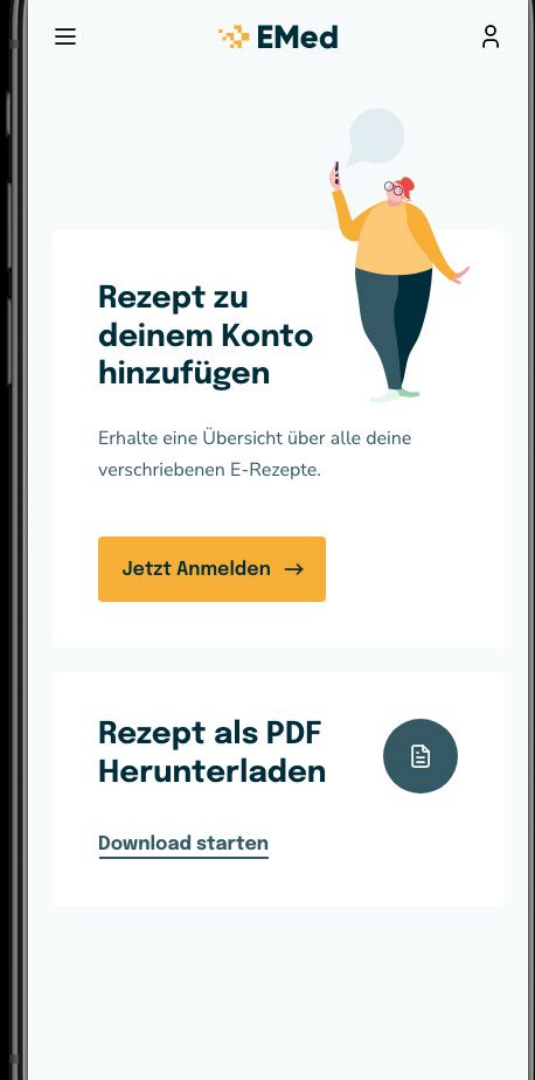 EMed
Rezept zu
deinem Konto
hinzufügen
Erhalte eine Übersicht über alle deine
verschriebenen E-Rezepte.
Jetzt Anmelden →
Rezept als PDF
Herunterladen
Download starten